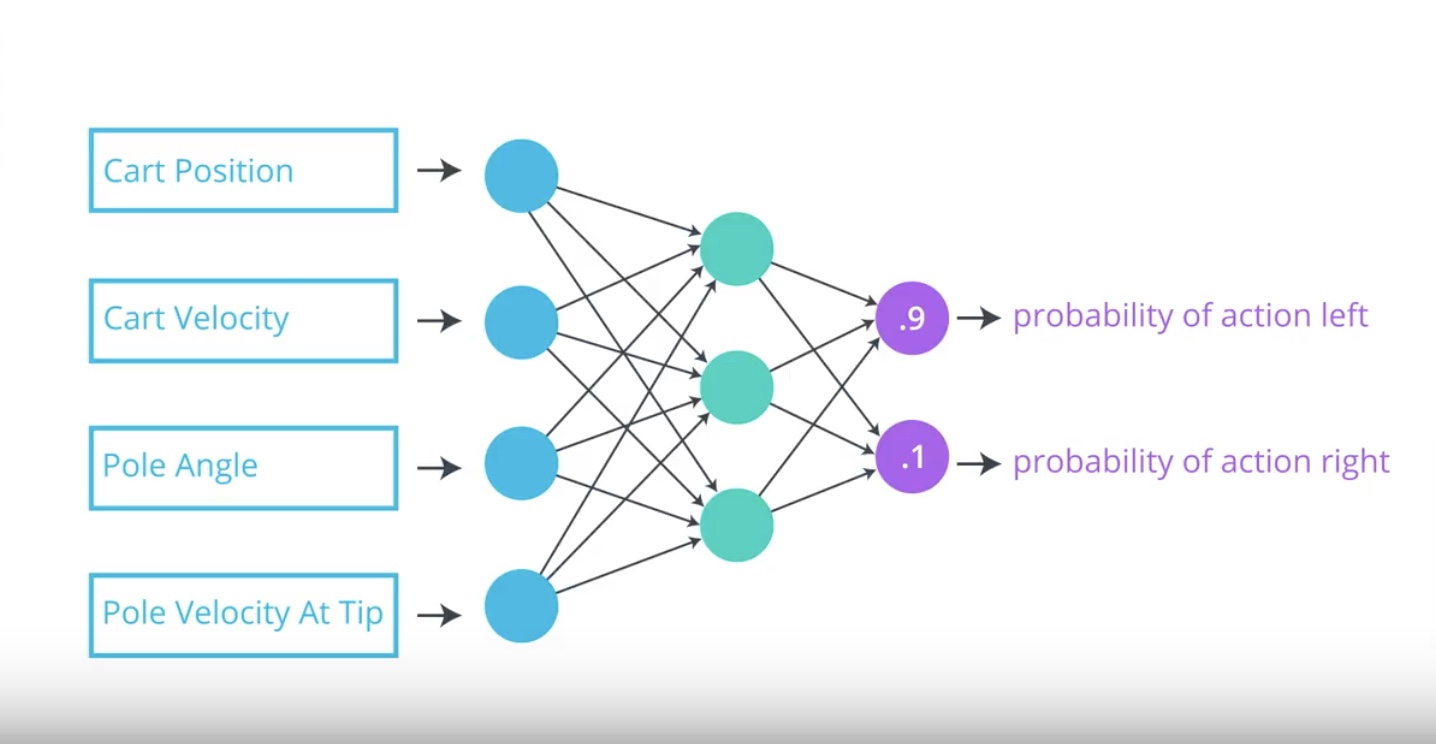 Cart Position
Cart Velocity
Pole Angle
Pole Velocity At Tip
.9
probability of action left
.1
probability of action right